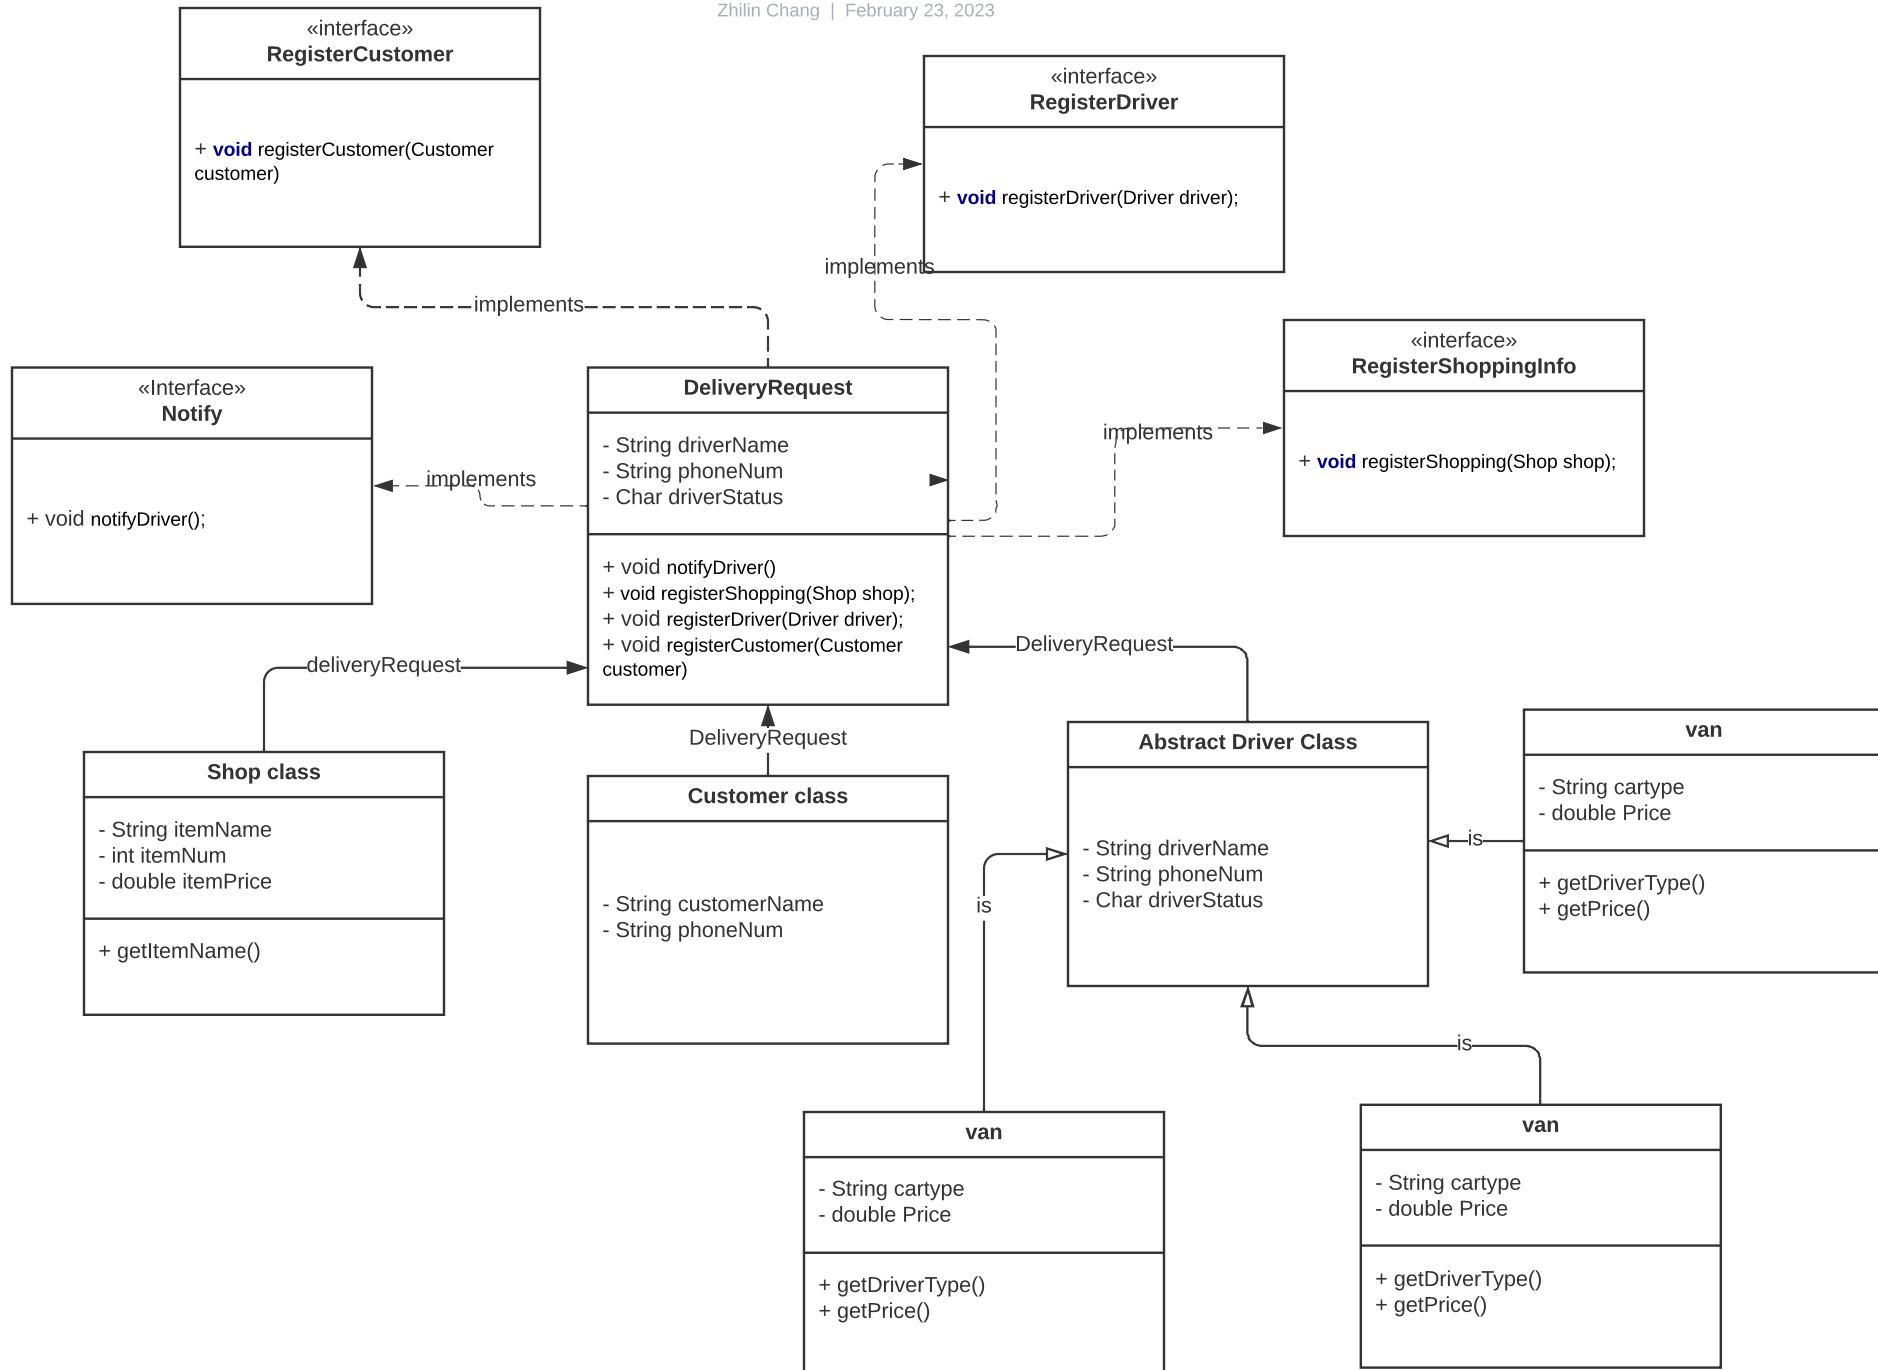 Zhilin Chang | February 23, 2023
«interface»
RegisterCustomer
+ void registerCustomer(Customer
customer)
«interface»
RegisterDriver
+ void registerDriver(Driver driver);
implements
implements
«interface»
RegisterShoppingInfo
+ void registerShopping(Shop shop);
implements
«Interface»
Notify
+ void notifyDriver();
implements
DeliveryRequest
- String driverName
- String phoneNum
- Char driverStatus
+ void notifyDriver()
+ void registerShopping(Shop shop);
+ void registerDriver(Driver driver);
+ void registerCustomer(Customer
customer)
deliveryRequest
DeliveryRequest
DeliveryRequest
Shop class
- String itemName
- int itemNum
- double itemPrice
+ getItemName()
Customer class
- String customerName
- String phoneNum
Abstract Driver Class
- String driverName
- String phoneNum
- Char driverStatus
van
- String cartype
- double Price
+ getDriverType()
+ getPrice()
is
is
is
van
- String cartype
- double Price
+ getDriverType()
+ getPrice()
van
- String cartype
- double Price
+ getDriverType()
+ getPrice()